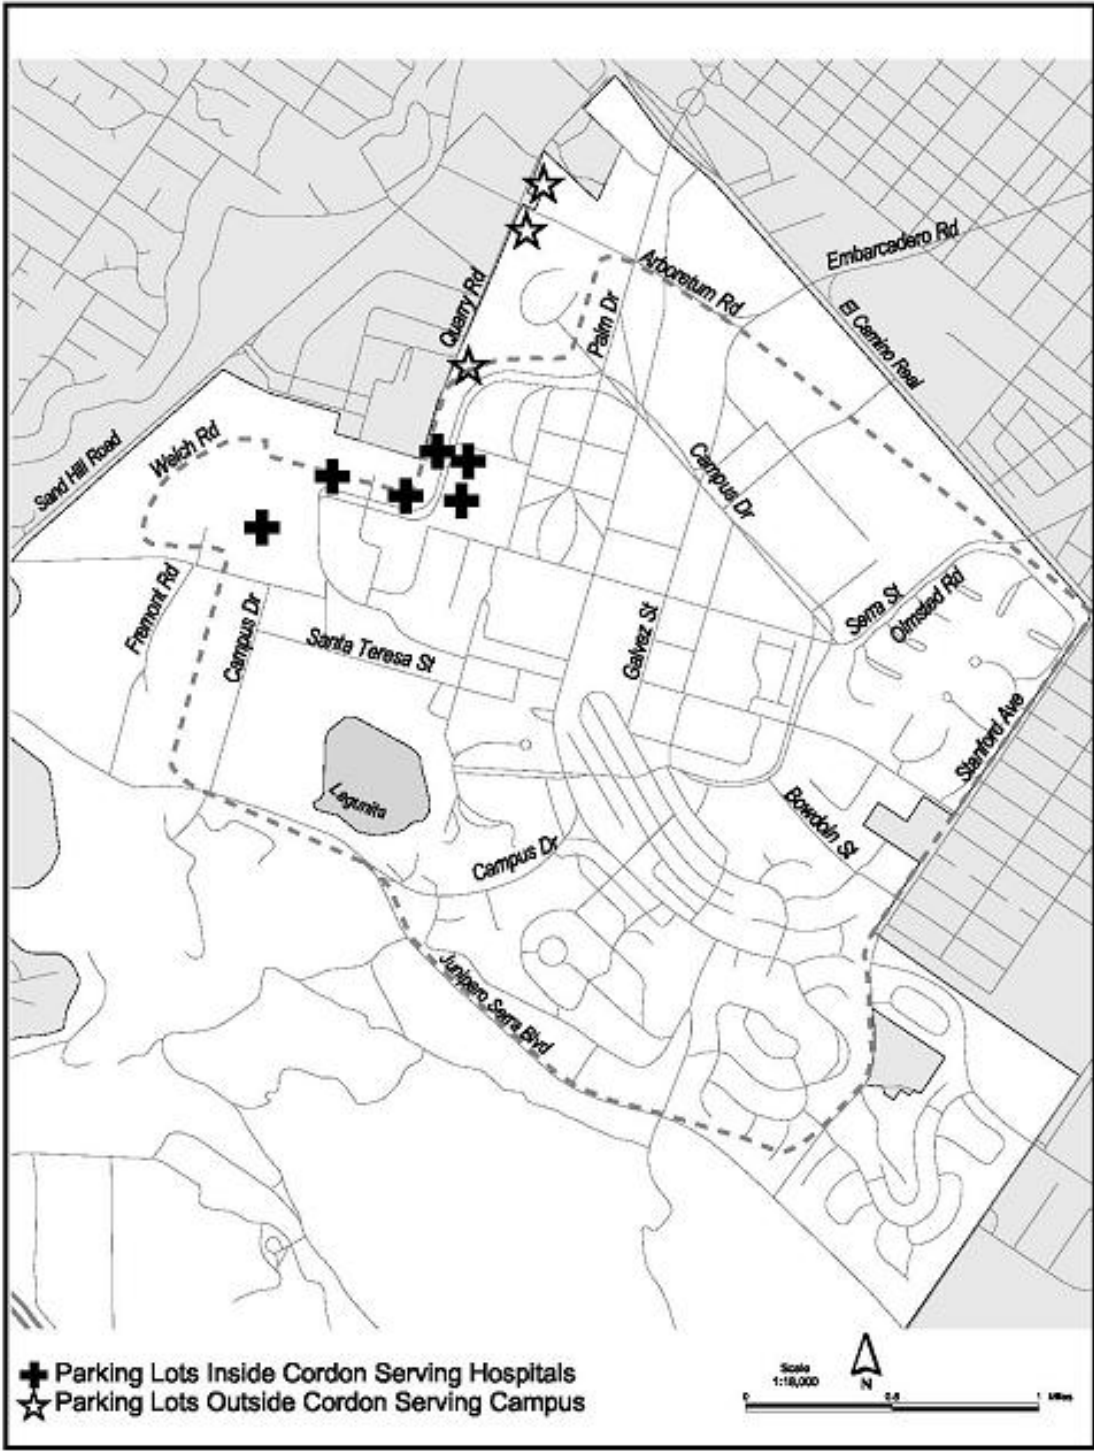 Embarcadero Rd
Arboretum Rd
El Camino Real
Quarry Rd
Palm Dr
Welch Rd
Sand Hill Road
Campus Dr
Fremont Rd
Campus Dr
Santa Teresa St
Galvez St
Serra St
Olmsted Rd
Stanford Ave
Lagunita
Bowdoin St
Campus Dr
Junipero Serra Blvd
Parking Lots Inside Cordon Serving Hospitals
Parking Lots Outside Cordon Serving Campus
Scale
1:18,000
N
0 0.5 1 Miles